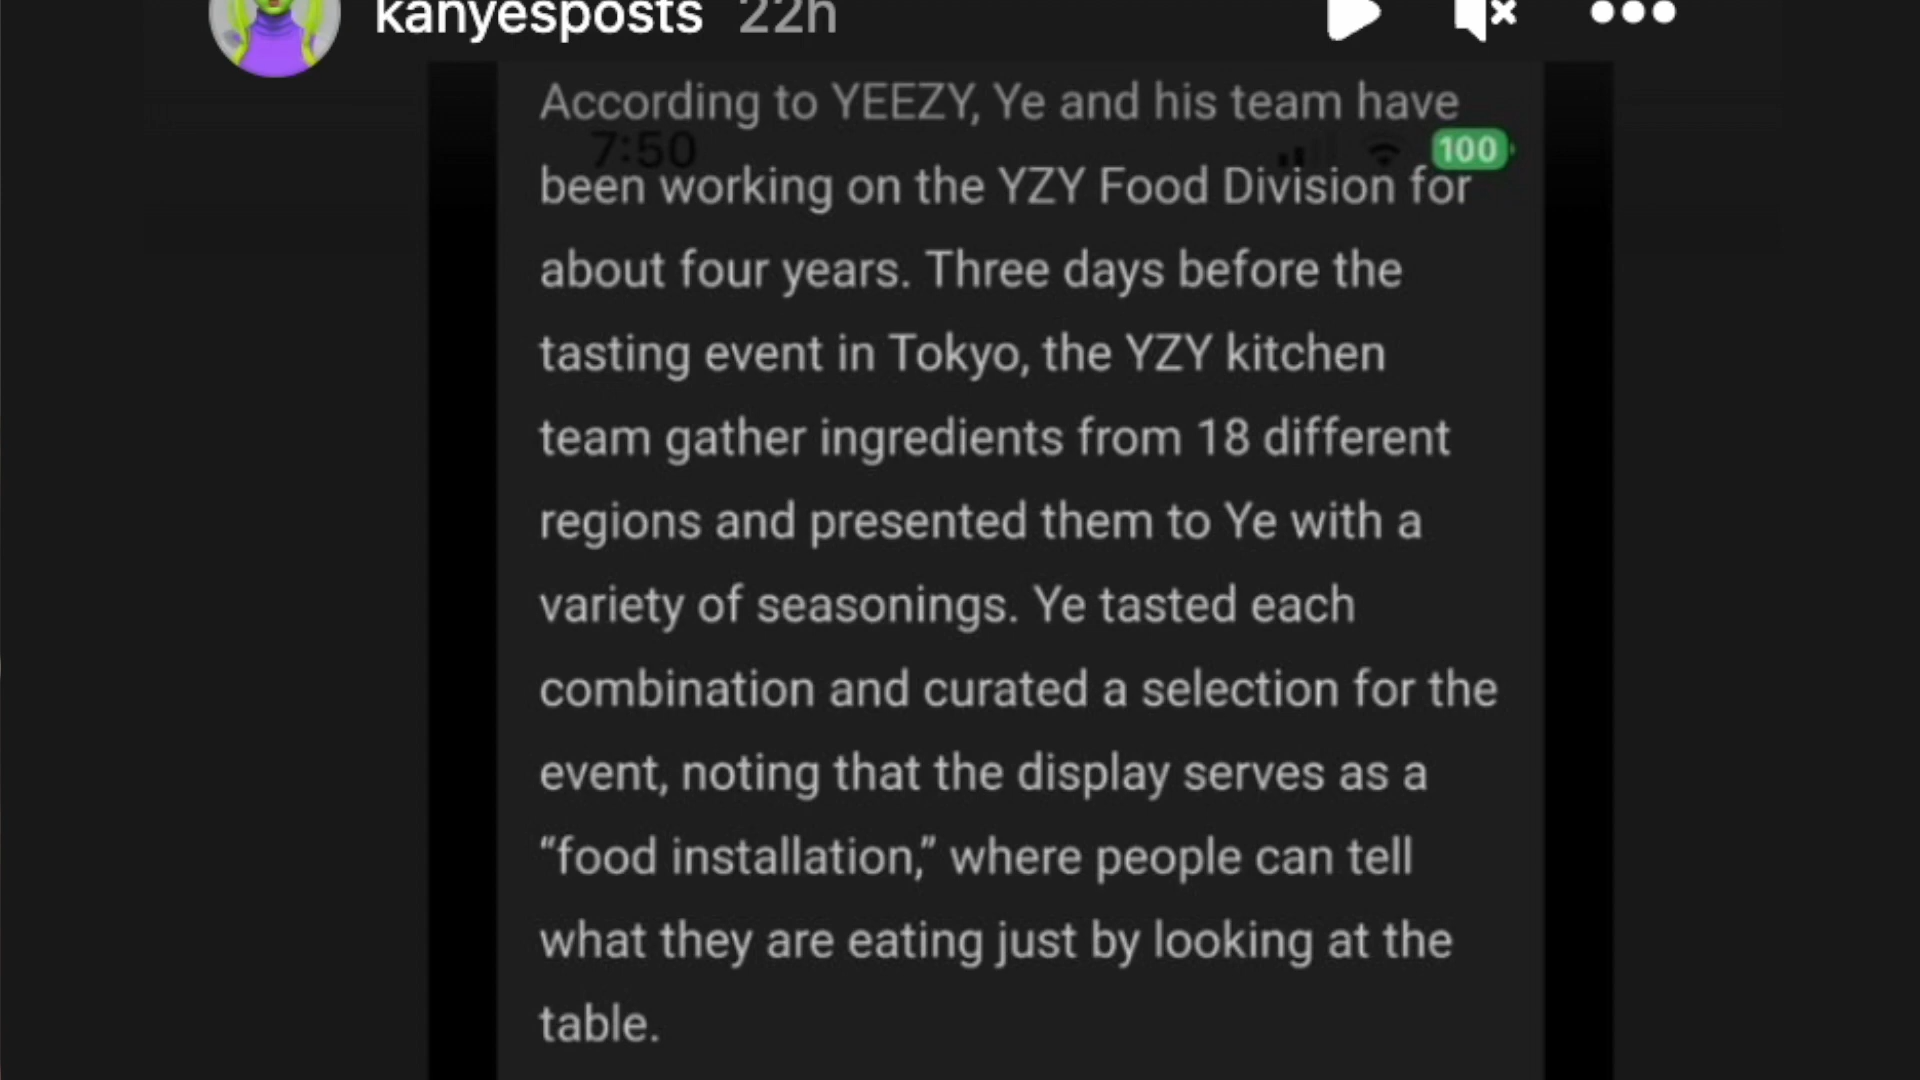 kanyesposts 22h
According to YEEZY, Ye and his team have
7:50 100
been working on the YZY Food Division for
about four years. Three days before the
tasting event in Tokyo, the YZY kitchen
team gather ingredients from 18 different
regions and presented them to Ye with a
variety of seasonings. Ye tasted each
combination and curated a selection for the
event, noting that the display serves as a
“food installation,” where people can tell
what they are eating just by looking at the
table.